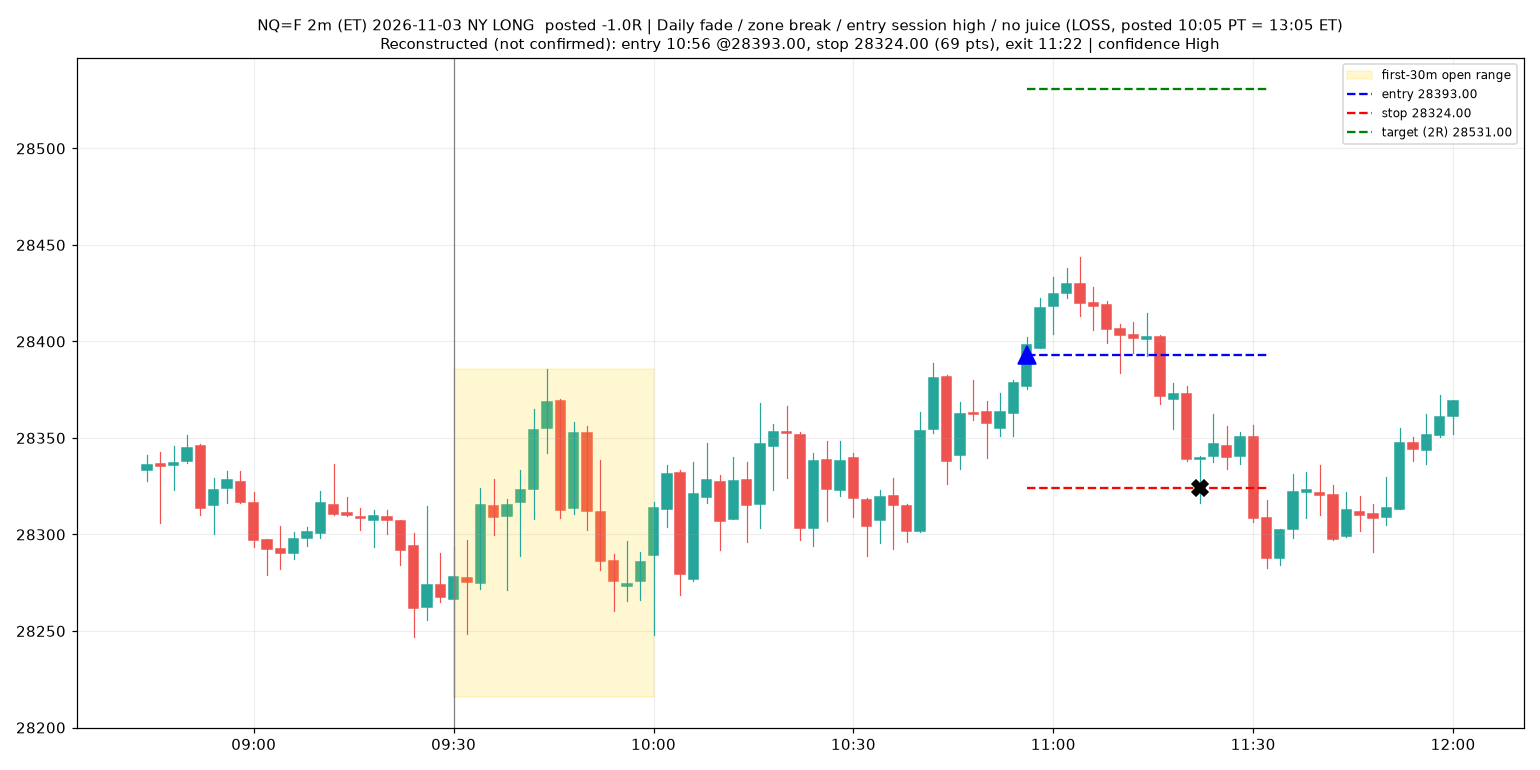 NQ=F 2m (ET) 2026-11-03 NY LONG  posted -1.0R | Daily fade / zone break / entry session high / no juice (LOSS, posted 10:05 PT = 13:05 ET)
Reconstructed (not confirmed): entry 10:56 @28393.00, stop 28324.00 (69 pts), exit 11:22 | confidence High
first-30m open range
entry 28393.00
stop 28324.00
target (2R) 28531.00
28500
28450
28400
28350
28300
28250
28200
09:00
09:30
10:00
10:30
11:00
11:30
12:00